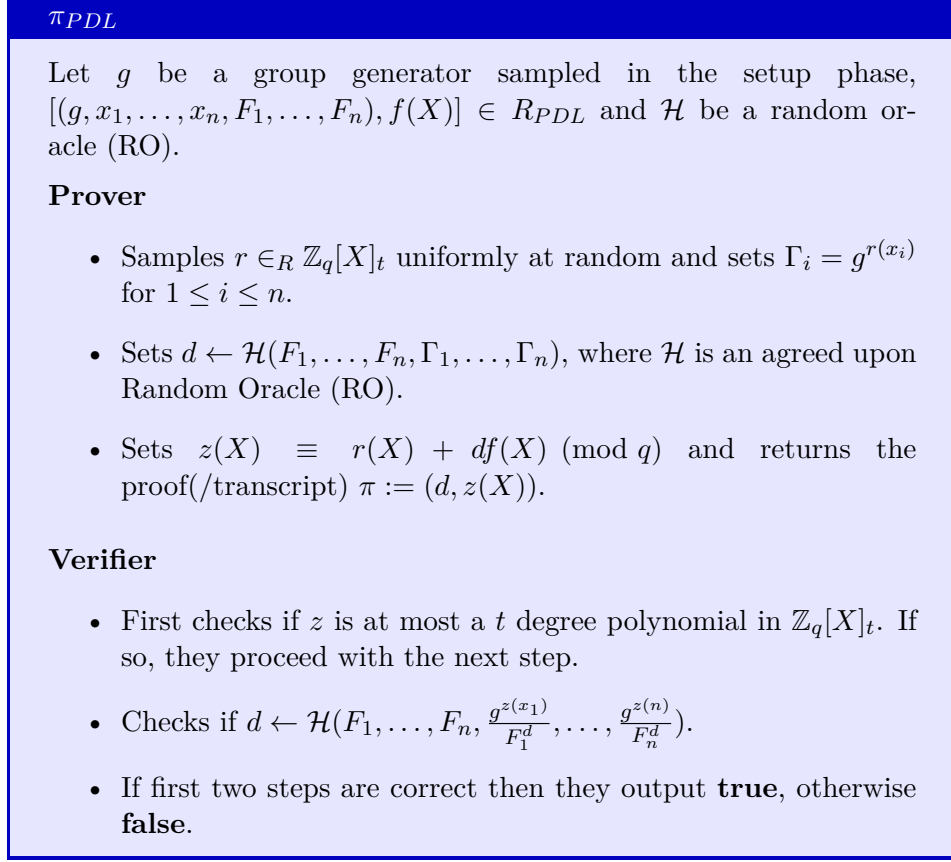 π_{PDL}
Let g be a group generator sampled in the setup phase,
[(g, x_1, . . . , x_n, F_1, . . . , F_n), f(X)] ∈ R_{PDL} and ℋ be a random or-
acle (RO).
Prover
• Samples r ∈_R ℤ_q[X]_t uniformly at random and sets Γ_i = g^{r(x_i)}
for 1 ≤ i ≤ n.
• Sets d ← ℋ(F_1, . . . , F_n, Γ_1, . . . , Γ_n), where ℋ is an agreed upon
Random Oracle (RO).
• Sets z(X) ≡ r(X) + df(X) (mod q) and returns the
proof(/transcript) π := (d, z(X)).
Verifier
• First checks if z is at most a t degree polynomial in ℤ_q[X]_t. If
so, they proceed with the next step.
• Checks if d ← ℋ(F_1, . . . , F_n, \frac{g^{z(x_1)}}{F_1^d}, . . . , \frac{g^{z(n)}}{F_n^d}).
• If first two steps are correct then they output true, otherwise
false.